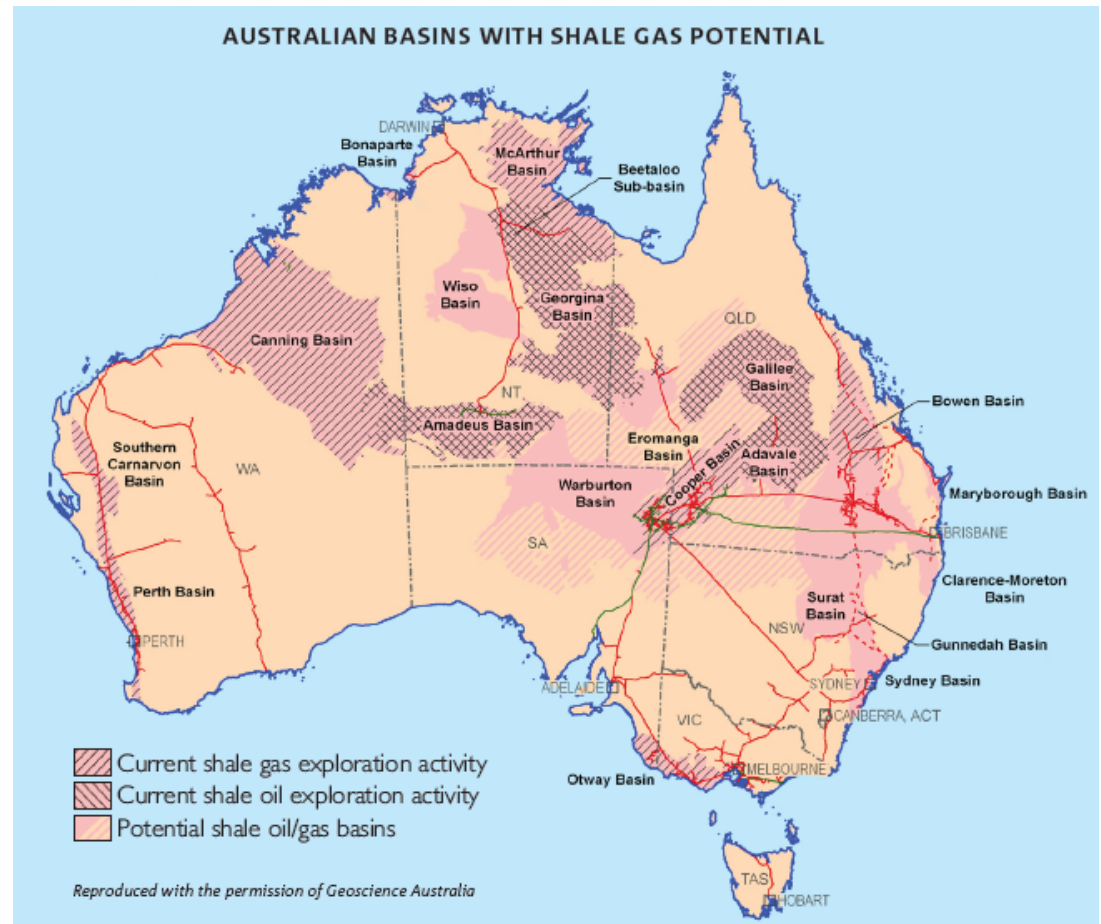 AUSTRALIAN BASINS WITH SHALE GAS POTENTIAL
DARWIN
Bonaparte
Basin
McArthur
Basin
Beetaloo
Sub-basin
Wiso
Basin
Georgina
Basin
Canning Basin
QLD
Galilee
Basin
NT
Bowen Basin
Amadeus Basin
Eromanga
Basin
Cooper Basin
Adavale
Basin
Southern
Carnarvon
Basin
WA
Warburton
Basin
Maryborough Basin
SA
BRISBANE
Clarence-Moreton
Basin
Perth Basin
Surat
Basin
NSW
Gunnedah Basin
PERTH
ADELAIDE
SYDNEY
Sydney Basin
VIC
CANBERRA, ACT
MELBOURNE
Otway Basin
Current shale gas exploration activity
Current shale oil exploration activity
Potential shale oil/gas basins
TAS
HOBART
Reproduced with the permission of Geoscience Australia